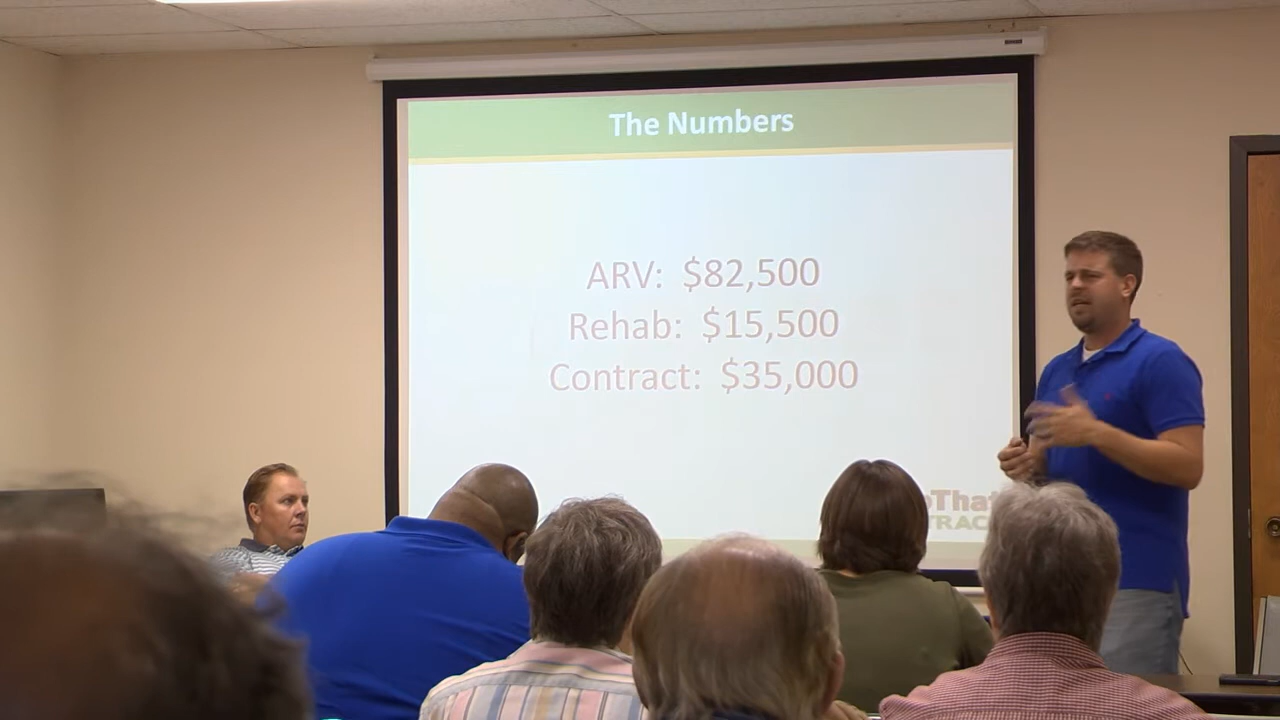 The Numbers
ARV: $82,500
Rehab: $15,500
Contract: $35,000